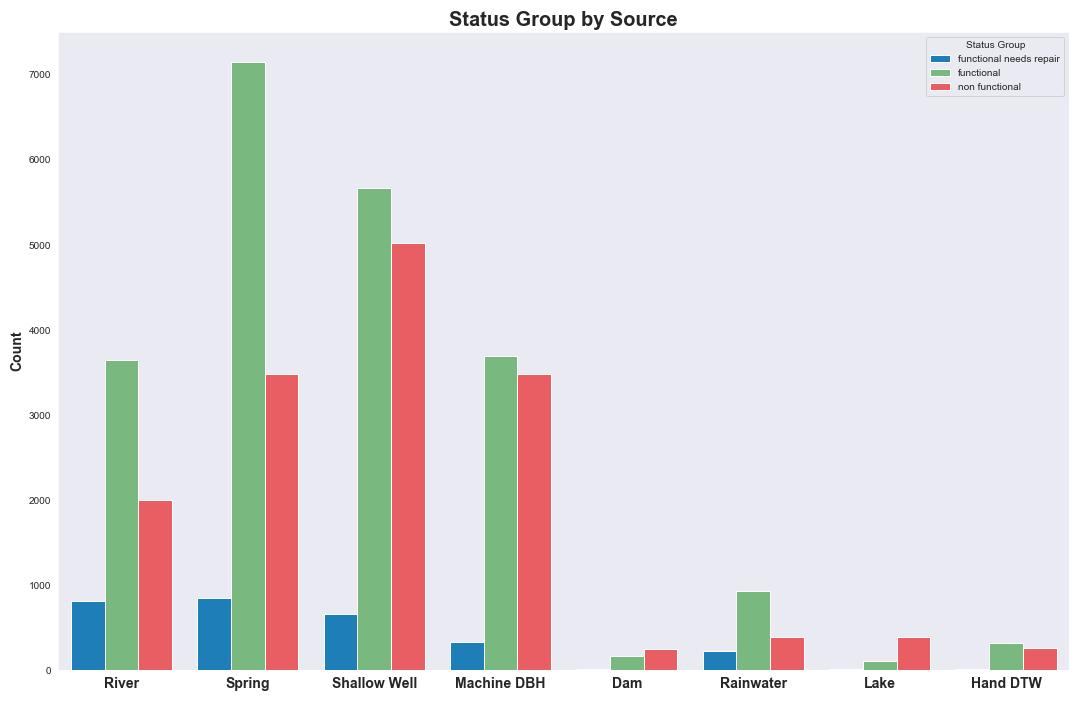 Status Group by Source
Status Group
functional needs repair
functional
non functional
Count
7000
6000
5000
4000
3000
2000
1000
0
River Spring Shallow Well Machine DBH Dam Rainwater Lake Hand DTW